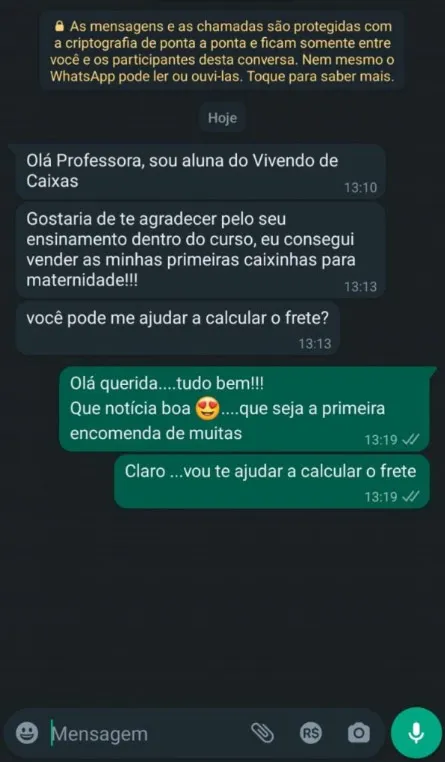 🔒 As mensagens e as chamadas são protegidas com
a criptografia de ponta a ponta e ficam somente entre
você e os participantes desta conversa. Nem mesmo o
WhatsApp pode ler ou ouvi-las. Toque para saber mais.
Hoje
Olá Professora, sou aluna do Vivendo de
Caixas
13:10
Gostaria de te agradecer pelo seu
ensinamento dentro do curso, eu consegui
vender as minhas primeiras caixinhas para
maternidade!!!
13:13
você pode me ajudar a calcular o frete?
13:13
Olá querida....tudo bem!!!
Que notícia boa 😍....que seja a primeira
encomenda de muitas
13:19
Claro ...vou te ajudar a calcular o frete
13:19
Mensagem
R$